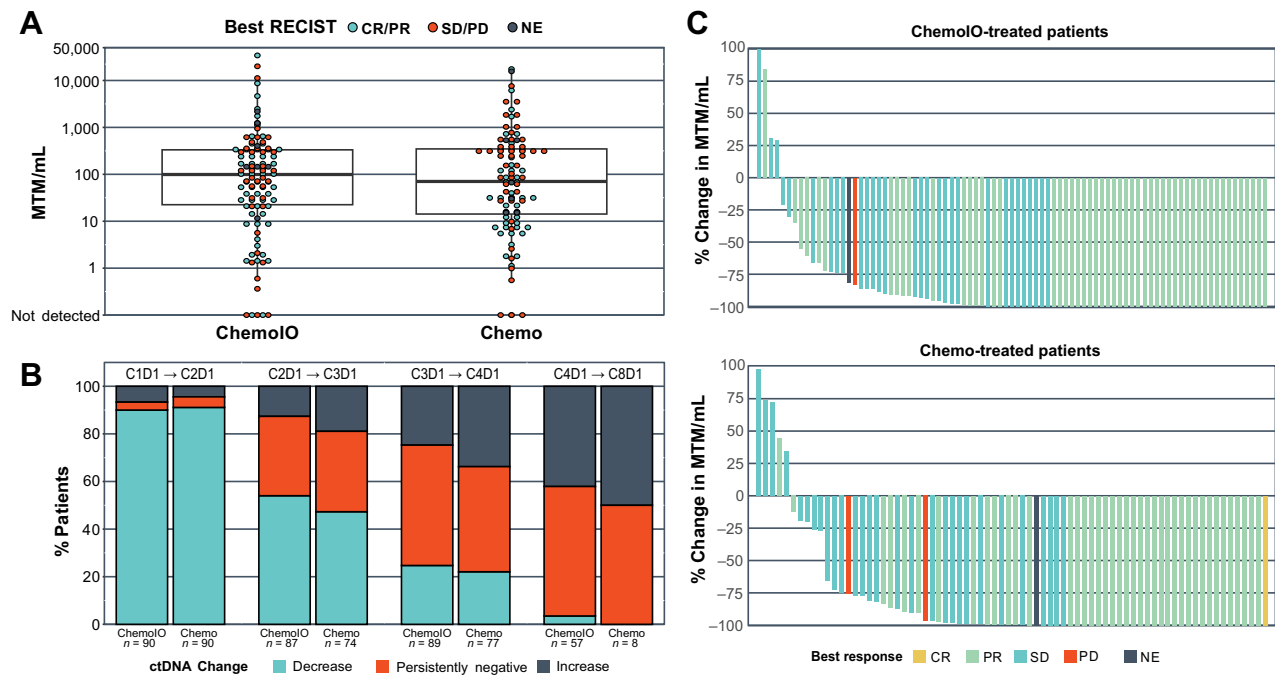 A
Best RECIST CR/PR SD/PD NE
MTM/mL
50,000
10,000
1,000
100
10
1
Not detected
ChemoIO Chemo
B
% Patients
C1D1 → C2D1 C2D1 → C3D1 C3D1 → C4D1 C4D1 → C8D1
100
80
60
40
20
0
ChemoIO Chemo ChemoIO Chemo ChemoIO Chemo ChemoIO Chemo
n = 90 n = 90 n = 87 n = 74 n = 89 n = 77 n = 57 n = 8
ctDNA Change Decrease Persistently negative Increase
C
ChemoIO-treated patients
% Change in MTM/mL
100
75
50
25
0
−25
−50
−75
−100
Chemo-treated patients
% Change in MTM/mL
100
75
50
25
0
−25
−50
−75
−100
Best response CR PR SD PD NE